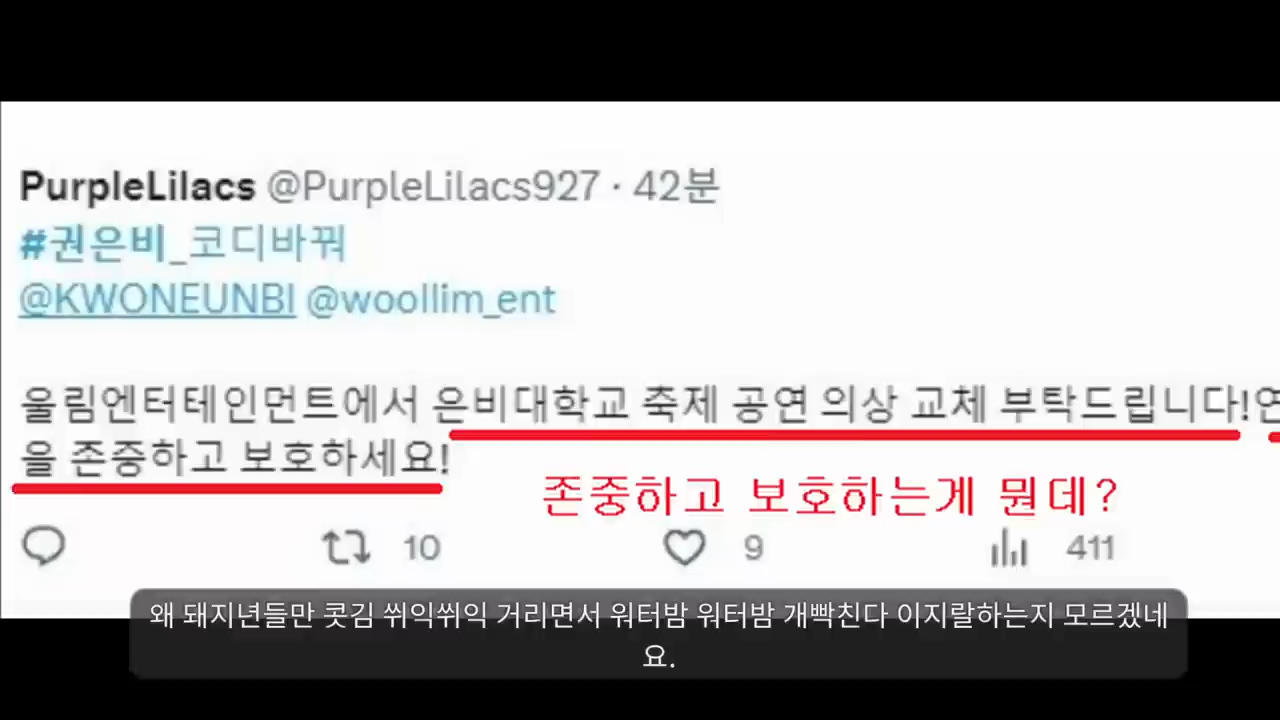 PurpleLilacs @PurpleLilacs927 · 42분
#권은비_코디바꿔
@KWONEUNBI @woollim_ent
울림엔터테인먼트에서 은비대학교 축제 공연 의상 교체 부탁드립니다!연
을 존중하고 보호하세요!
존중하고 보호하는게 뭔데?
10 9 411
왜 돼지년들만 콧김 쒸익쒸익 거리면서 워터밤 워터밤 개빡친다 이지랄하는지 모르겠네
요.